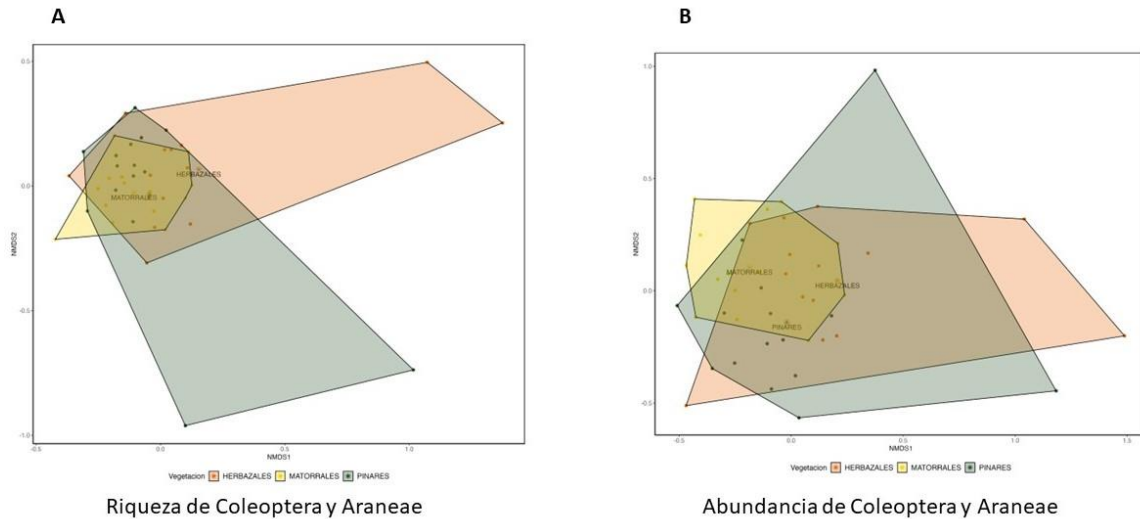 A
0.5
0.0
-0.5
-1.0
NMDS2
HERBAZALES
MATORRALES
-0.5 0.0 0.5 1.0
NMDS1
Vegetacion HERBAZALES MATORRALES PINARES
Riqueza de Coleoptera y Araneae
B
1.0
0.5
0.0
-0.5
NMDS2
MATORRALES
HERBAZALES
PINARES
-0.5 0.0 0.5 1.0 1.5
NMDS1
Vegetacion HERBAZALES MATORRALES PINARES
Abundancia de Coleoptera y Araneae